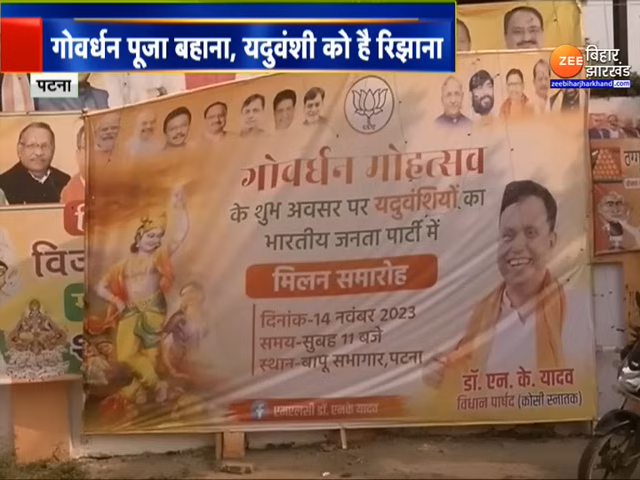 गोवर्धन पूजा बहाना, यदुवंशी को है रिझाना
पटना
ZEE बिहार झारखंड
zeebiharjharkhand.com
गोवर्धन मोहत्सव
के शुभ अवसर पर यदुवंशियों का
भारतीय जनता पार्टी में
मिलन समारोह
दिनांक-14 नवंबर 2023
समय-सुबह 11 बजे
स्थान-बापू सभागार, पटना
डॉ. एन. के. यादव
विधान पार्षद (कोसी स्नातक)
एमएलसी डॉ. एनके यादव